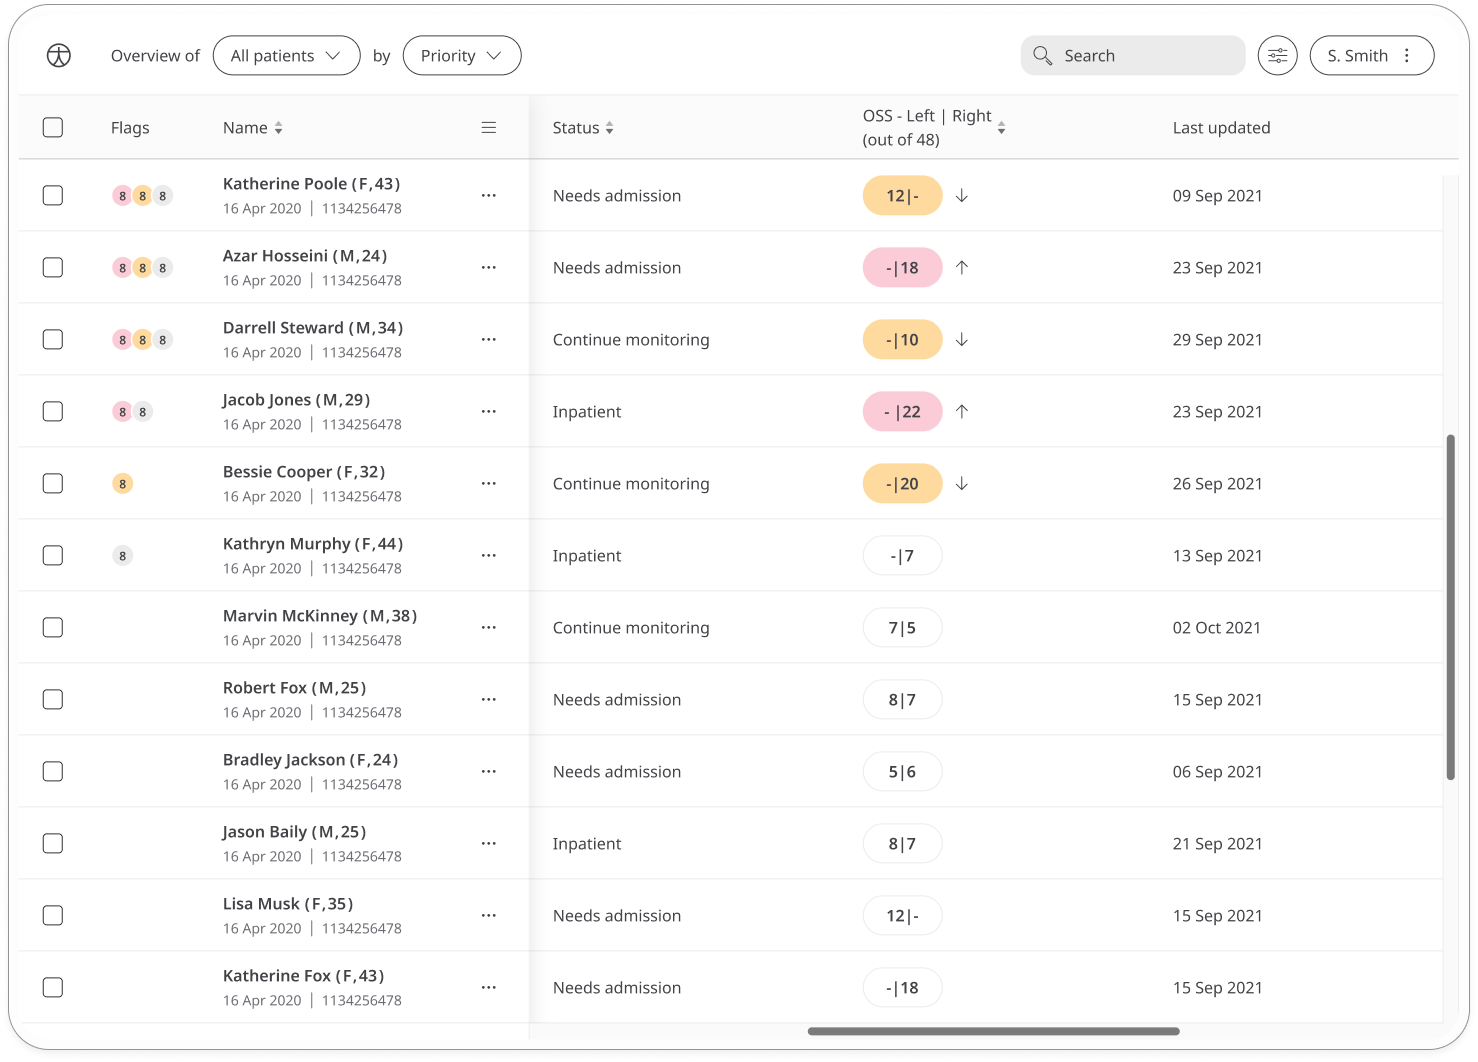 Overview of All patients by Priority Search S. Smith
Flags Name Status OSS - Left | Right (out of 48) Last updated
8 8 8 Katherine Poole (F,43) Needs admission 12|- ↓ 09 Sep 2021
16 Apr 2020 | 1134256478
8 8 8 Azar Hosseini (M,24) Needs admission -|18 ↑ 23 Sep 2021
16 Apr 2020 | 1134256478
8 8 8 Darrell Steward (M,34) Continue monitoring -|10 ↓ 29 Sep 2021
16 Apr 2020 | 1134256478
8 8 Jacob Jones (M,29) Inpatient - |22 ↑ 23 Sep 2021
16 Apr 2020 | 1134256478
8 Bessie Cooper (F,32) Continue monitoring -|20 ↓ 26 Sep 2021
16 Apr 2020 | 1134256478
8 Kathryn Murphy (F,44) Inpatient -|7 13 Sep 2021
16 Apr 2020 | 1134256478
Marvin McKinney (M,38) Continue monitoring 7|5 02 Oct 2021
16 Apr 2020 | 1134256478
Robert Fox (M,25) Needs admission 8|7 15 Sep 2021
16 Apr 2020 | 1134256478
Bradley Jackson (F,24) Needs admission 5|6 06 Sep 2021
16 Apr 2020 | 1134256478
Jason Baily (M,25) Inpatient 8|7 21 Sep 2021
16 Apr 2020 | 1134256478
Lisa Musk (F,35) Needs admission 12|- 15 Sep 2021
16 Apr 2020 | 1134256478
Katherine Fox (F,43) Needs admission -|18 15 Sep 2021
16 Apr 2020 | 1134256478